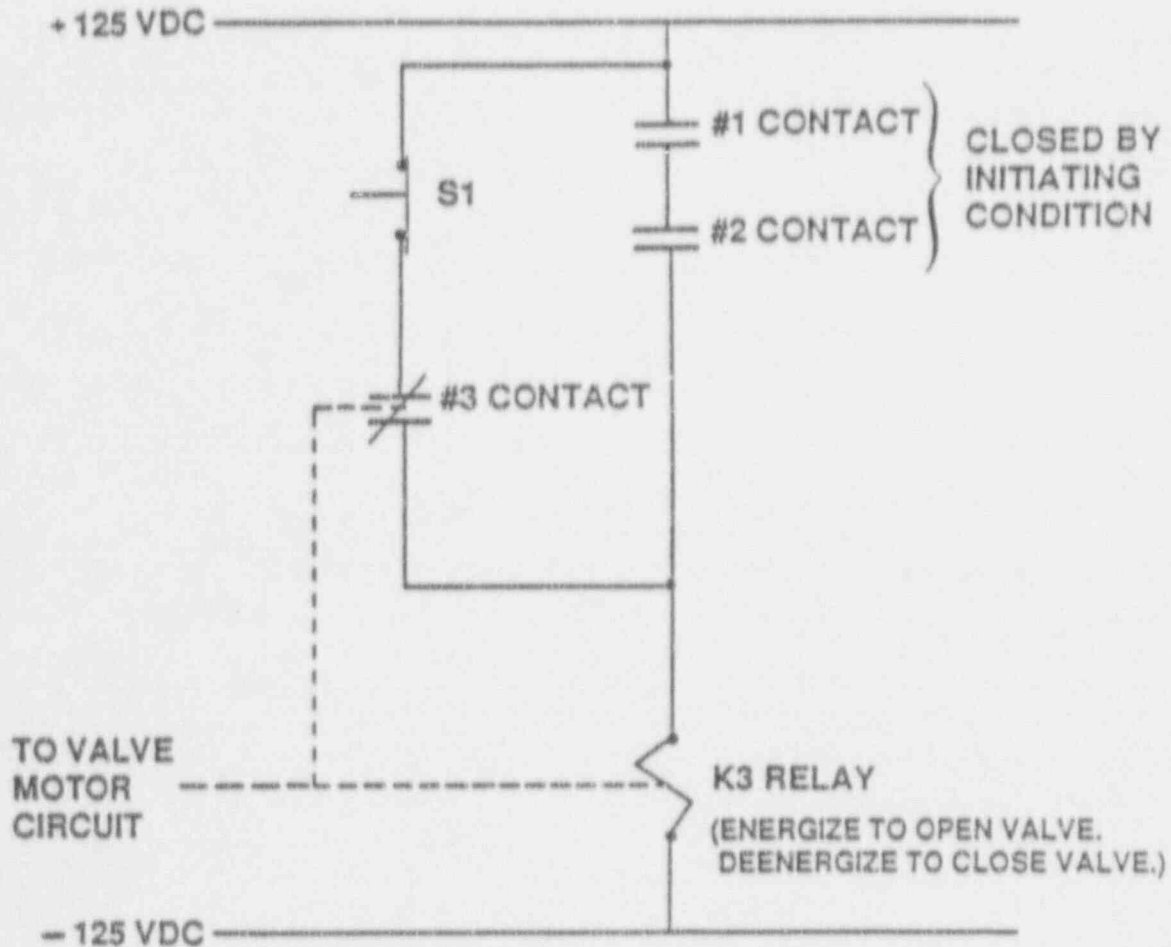 + 125 VDC
#1 CONTACT
#2 CONTACT
CLOSED BY
INITIATING
CONDITION
S1
#3 CONTACT
TO VALVE
MOTOR
CIRCUIT
K3 RELAY
(ENERGIZE TO OPEN VALVE.
DEENERGIZE TO CLOSE VALVE.)
− 125 VDC